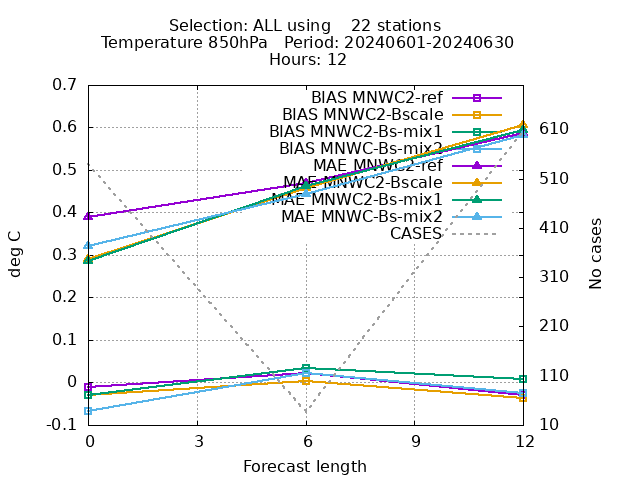 Selection: ALL using    22 stations
Temperature 850hPa   Period: 20240601-20240630
Hours: 12
0.7
0.6
0.5
0.4
0.3
0.2
0.1
0
-0.1
deg C
BIAS MNWC2-ref
BIAS MNWC2-Bscale
BIAS MNWC2-Bs-mix1
BIAS MNWC-Bs-mix2
MAE MNWC2-ref
MAE MNWC2-Bscale
MAE MNWC2-Bs-mix1
MAE MNWC-Bs-mix2
CASES
610
510
410
310
210
110
10
No cases
0 3 6 9 12
Forecast length